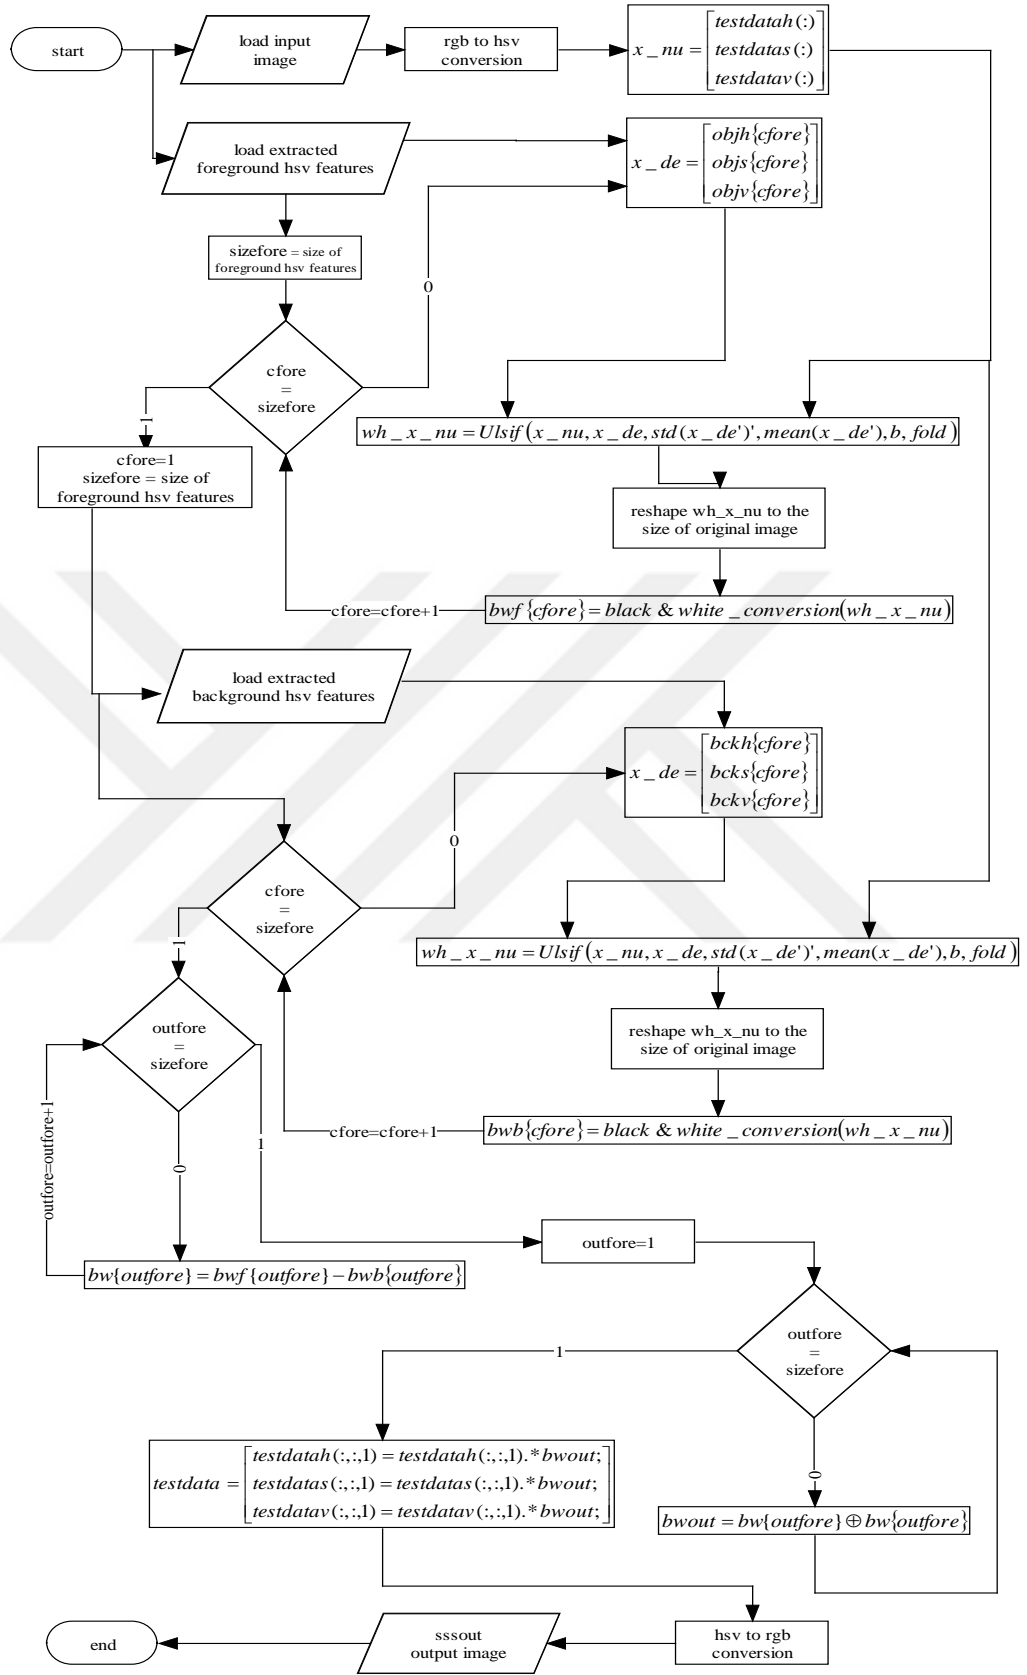 start
load input
image
rgb to hsv
conversion
x_nu = [testdatah(:)
testdatas(:)
testdatav(:)]
load extracted
foreground hsv features
x_de = [objh{cfore}
objs{cfore}
objv{cfore}]
sizefore = size of
foreground hsv features
0
cfore
=
sizefore
1
wh_x_nu = Ulsif(x_nu, x_de, std(x_de')', mean(x_de'), b, fold)
cfore=1
sizefore = size of
foreground hsv features
reshape wh_x_nu to the
size of original image
cfore=cfore+1
bwf{cfore} = black & white_conversion(wh_x_nu)
load extracted
background hsv features
x_de = [bckh{cfore}
bcks{cfore}
bckv{cfore}]
0
cfore
=
sizefore
1
wh_x_nu = Ulsif(x_nu, x_de, std(x_de')', mean(x_de'), b, fold)
outfore
=
sizefore
reshape wh_x_nu to the
size of original image
cfore=cfore+1
bwb{cfore} = black & white_conversion(wh_x_nu)
outfore=outfore+1
1
0
outfore=1
bw{outfore} = bwf{outfore} − bwb{outfore}
outfore
=
sizefore
1
0
testdata = [testdatah(:,:,1) = testdatah(:,:,1).*bwout;
testdatas(:,:,1) = testdatas(:,:,1).*bwout;
testdatav(:,:,1) = testdatav(:,:,1).*bwout;]
bwout = bw{outfore} ⊕ bw{outfore}
end
sssout
output image
hsv to rgb
conversion